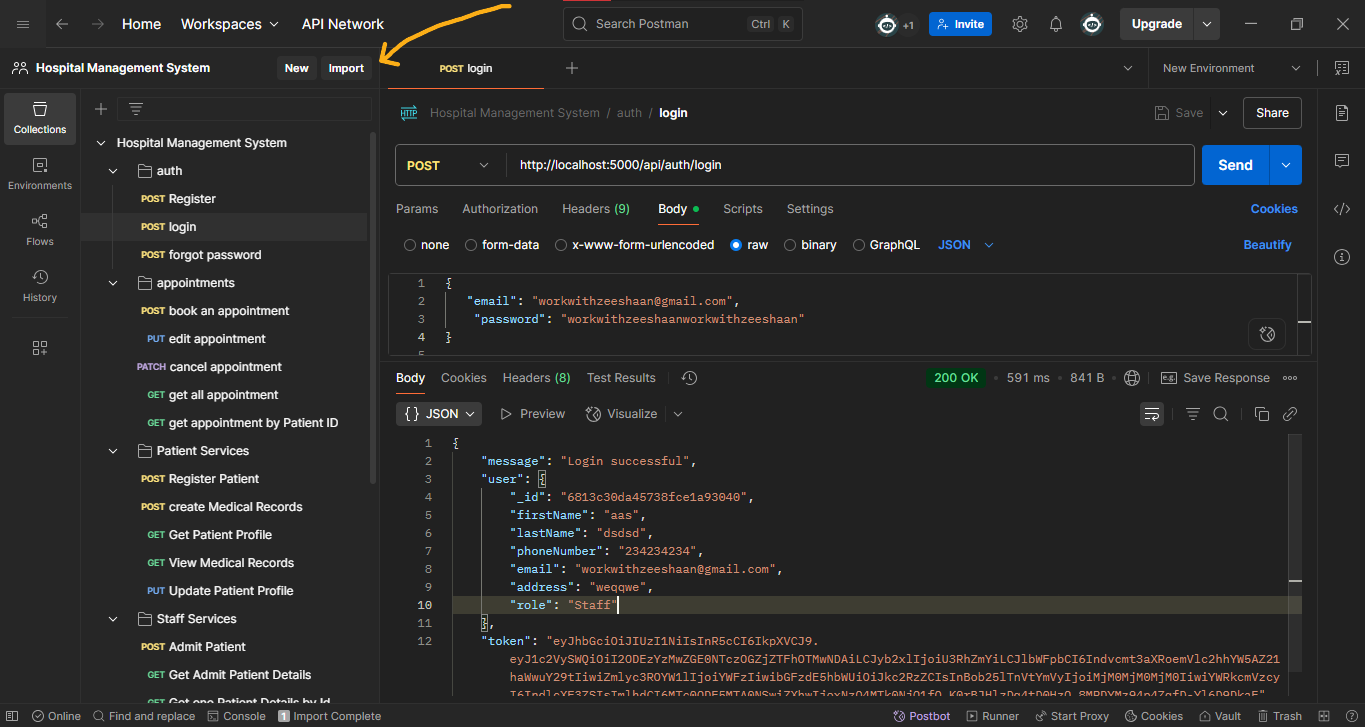 Home Workspaces API Network Search Postman Ctrl K +1 Invite Upgrade
Hospital Management System New Import POST login New Environment
Collections
Environments
Flows
History
Hospital Management System
auth
POST Register
POST login
POST forgot password
appointments
POST book an appointment
PUT edit appointment
PATCH cancel appointment
GET get all appointment
GET get appointment by Patient ID
Patient Services
POST Register Patient
POST create Medical Records
GET Get Patient Profile
GET View Medical Records
PUT Update Patient Profile
Staff Services
POST Admit Patient
GET Get Admit Patient Details
GET Get one Patient Details by Id
HTTP Hospital Management System / auth / login Save Share
POST http://localhost:5000/api/auth/login Send
Params Authorization Headers (9) Body Scripts Settings Cookies
none form-data x-www-form-urlencoded raw binary GraphQL JSON Beautify
1 {
2 "email": "workwithzeeshaan@gmail.com",
3 "password": "workwithzeeshaanworkwithzeeshaan"
4 }
5
Body Cookies Headers (8) Test Results 200 OK 591 ms 841 B e.g. Save Response
{} JSON Preview Visualize
1 {
2 "message": "Login successful",
3 "user": {
4 "_id": "6813c30da45738fce1a93040",
5 "firstName": "aas",
6 "lastName": "dsdsd",
7 "phoneNumber": "234234234",
8 "email": "workwithzeeshaan@gmail.com",
9 "address": "weqqwe",
10 "role": "Staff"
11 },
12 "token": "eyJhbGciOiJIUzI1NiIsInR5cCI6IkpXVCJ9.
Online Find and replace Console 1 Import Complete Postbot Runner Start Proxy Cookies Vault Trash